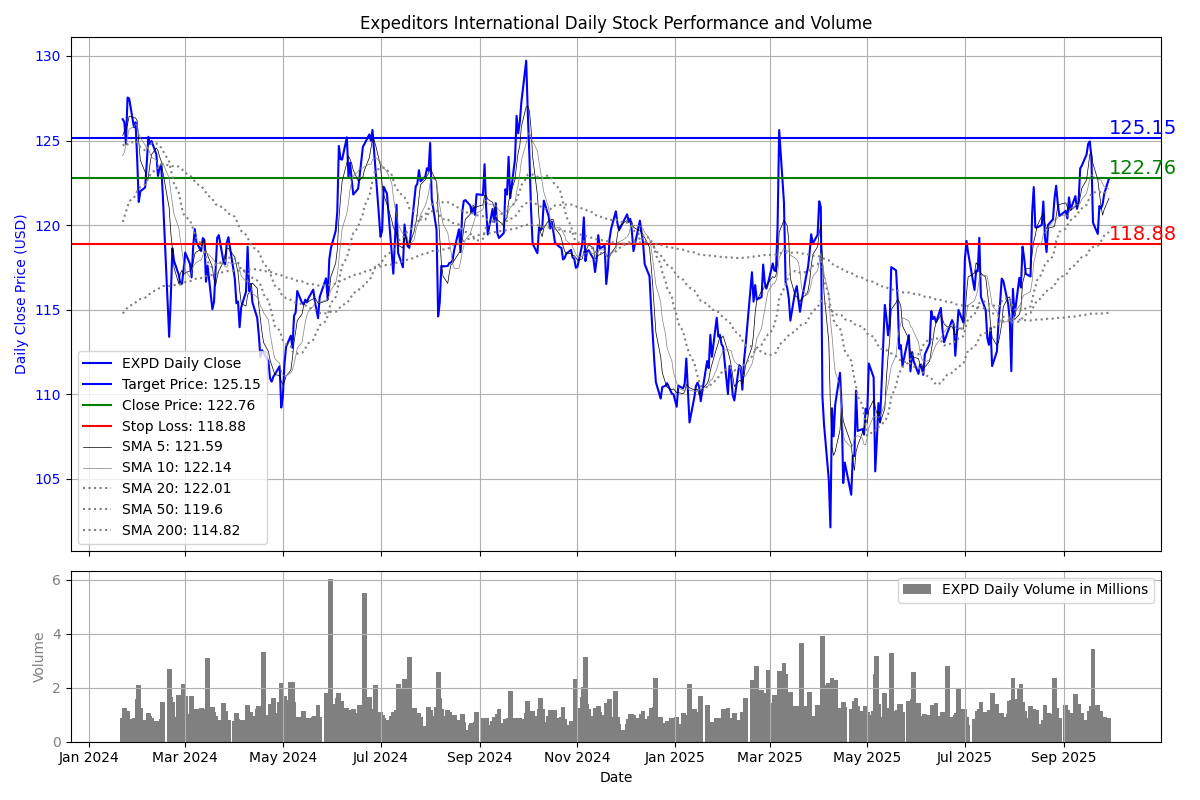 Expeditors International Daily Stock Performance and Volume
130
125
120
115
110
105
Daily Close Price (USD)
125.15
122.76
118.88
EXPD Daily Close
Target Price: 125.15
Close Price: 122.76
Stop Loss: 118.88
SMA 5: 121.59
SMA 10: 122.14
SMA 20: 122.01
SMA 50: 119.6
SMA 200: 114.82
6
4
2
0
Volume
EXPD Daily Volume in Millions
Jan 2024
Mar 2024
May 2024
Jul 2024
Sep 2024
Nov 2024
Jan 2025
Mar 2025
May 2025
Jul 2025
Sep 2025
Date